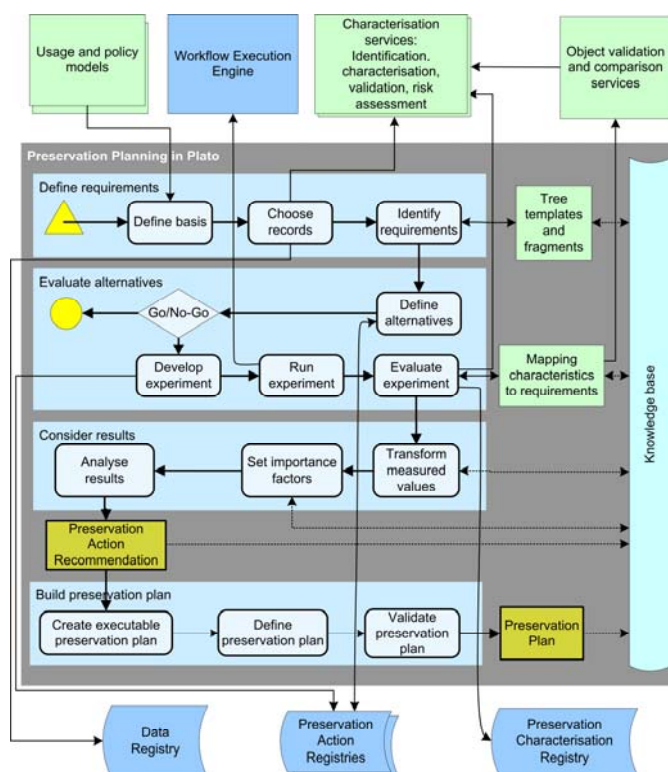 Usage and policy
models
Workflow Execution
Engine
Characterisation
services:
Identification.
characterisation,
validation, risk
assessment
Object validation
and comparison
services
Preservation Planning in Plato
Define requirements
Define basis
Choose
records
Identify
requirements
Tree
templates
and
fragments
Evaluate alternatives
Go/No-Go
Define
alternatives
Develop
experiment
Run
experiment
Evaluate
experiment
Mapping
characteristics
to requirements
Knowledge base
Consider results
Analyse
results
Set importance
factors
Transform
measured
values
Preservation
Action
Recommendation
Build preservation plan
Create executable
preservation plan
Define
preservation plan
Validate
preservation
plan
Preservation
Plan
Data
Registry
Preservation
Action
Registries
Preservation
Characterisation
Registry